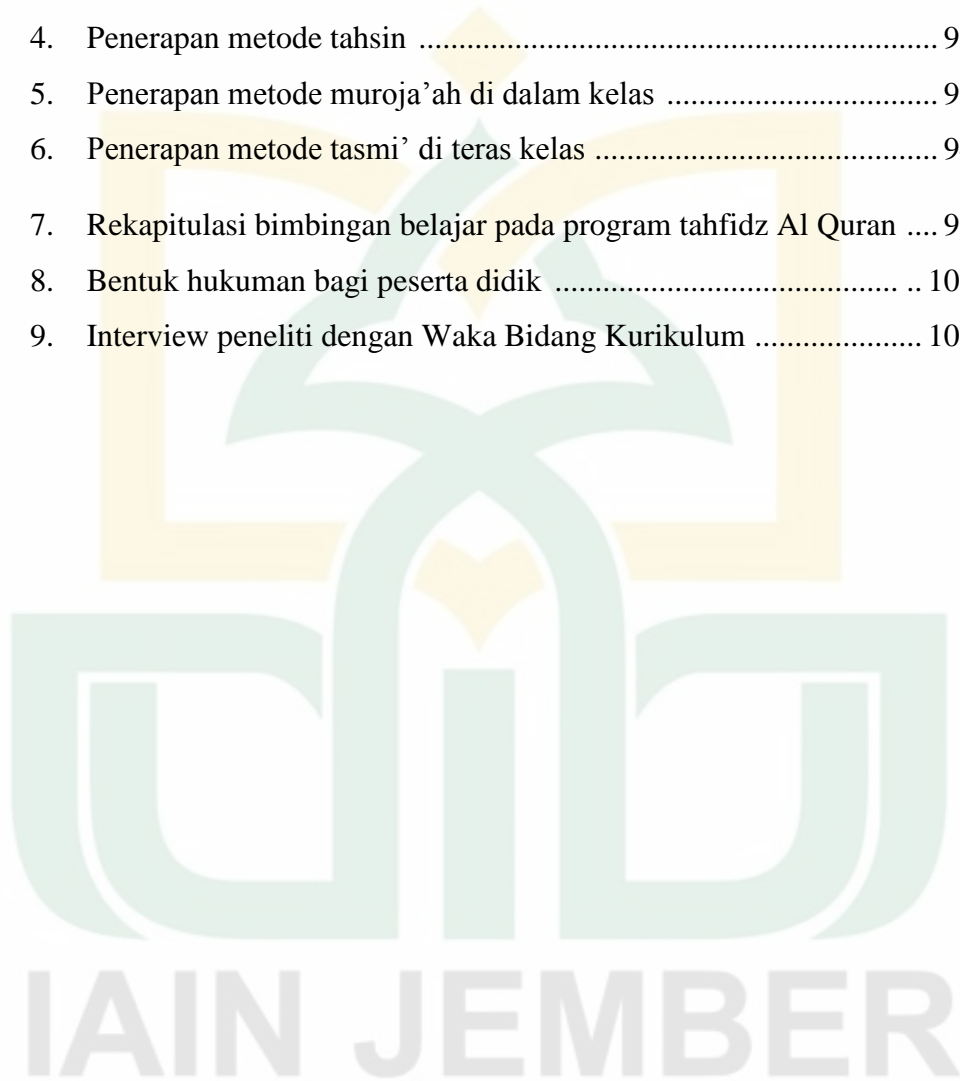 4. Penerapan metode tahsin ................................................................. 9
5. Penerapan metode muroja’ah di dalam kelas .................................. 9
6. Penerapan metode tasmi’ di teras kelas ........................................... 9
7. Rekapitulasi bimbingan belajar pada program tahfidz Al Quran .... 9
8. Bentuk hukuman bagi peserta didik ........................................... .. 10
9. Interview peneliti dengan Waka Bidang Kurikulum ..................... 10
IAIN JEMBER